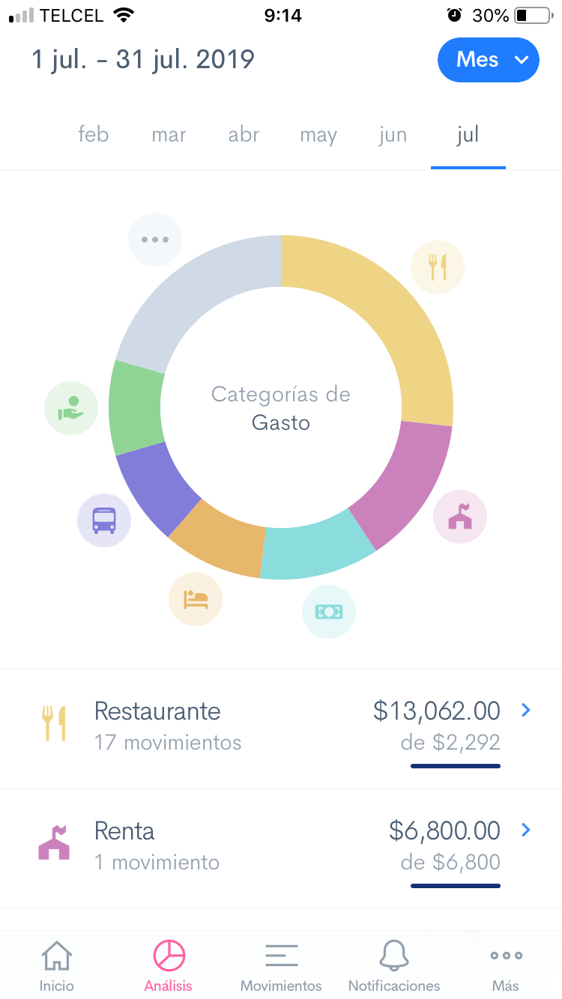 TELCEL 9:14 30%
1 jul. – 31 jul. 2019 Mes
feb mar abr may jun jul
Categorías de
Gasto
Restaurante $13,062.00
17 movimientos de $2,292
Renta $6,800.00
1 movimiento de $6,800
Inicio Análisis Movimientos Notificaciones Más